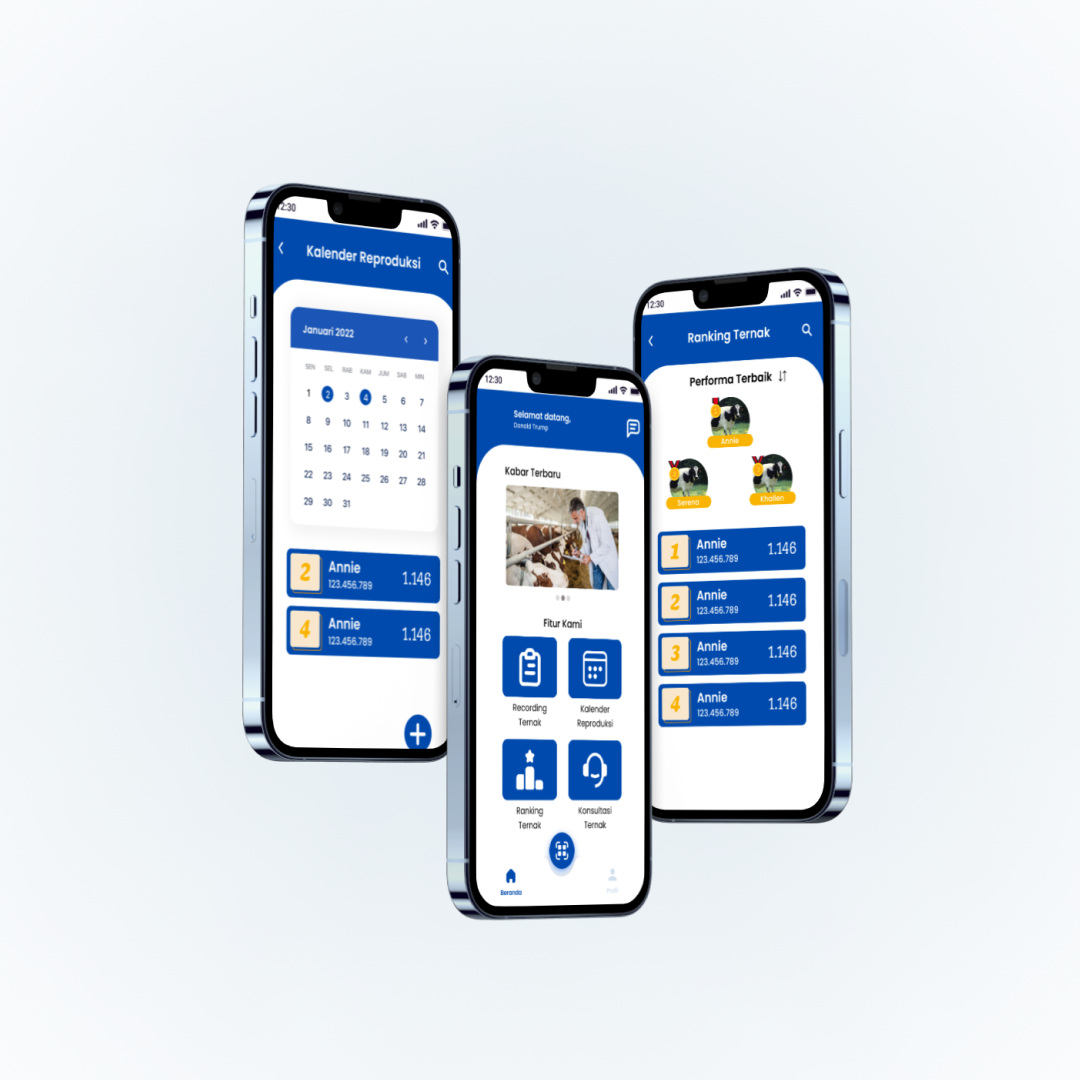 12:30
Kalender Reproduksi
Januari 2022
SEN SEL RAB KAM JUM SAB MIN
1 2 3 4 5 6 7
8 9 10 11 12 13 14
15 16 17 18 19 20 21
22 23 24 25 26 27 28
29 30 31
2 Annie 1.146
123.456.789
4 Annie 1.146
123.456.789
12:30
Selamat datang,
Donald Trump
Kabar Terbaru
Fitur Kami
Recording
Ternak
Kalender
Reproduksi
Ranking
Ternak
Konsultasi
Ternak
Beranda
Profil
12:30
Ranking Ternak
Performa Terbaik
Annie
Serena
Khailen
1 Annie 1.146
123.456.789
2 Annie 1.146
123.456.789
3 Annie 1.146
123.456.789
4 Annie 1.146
123.456.789